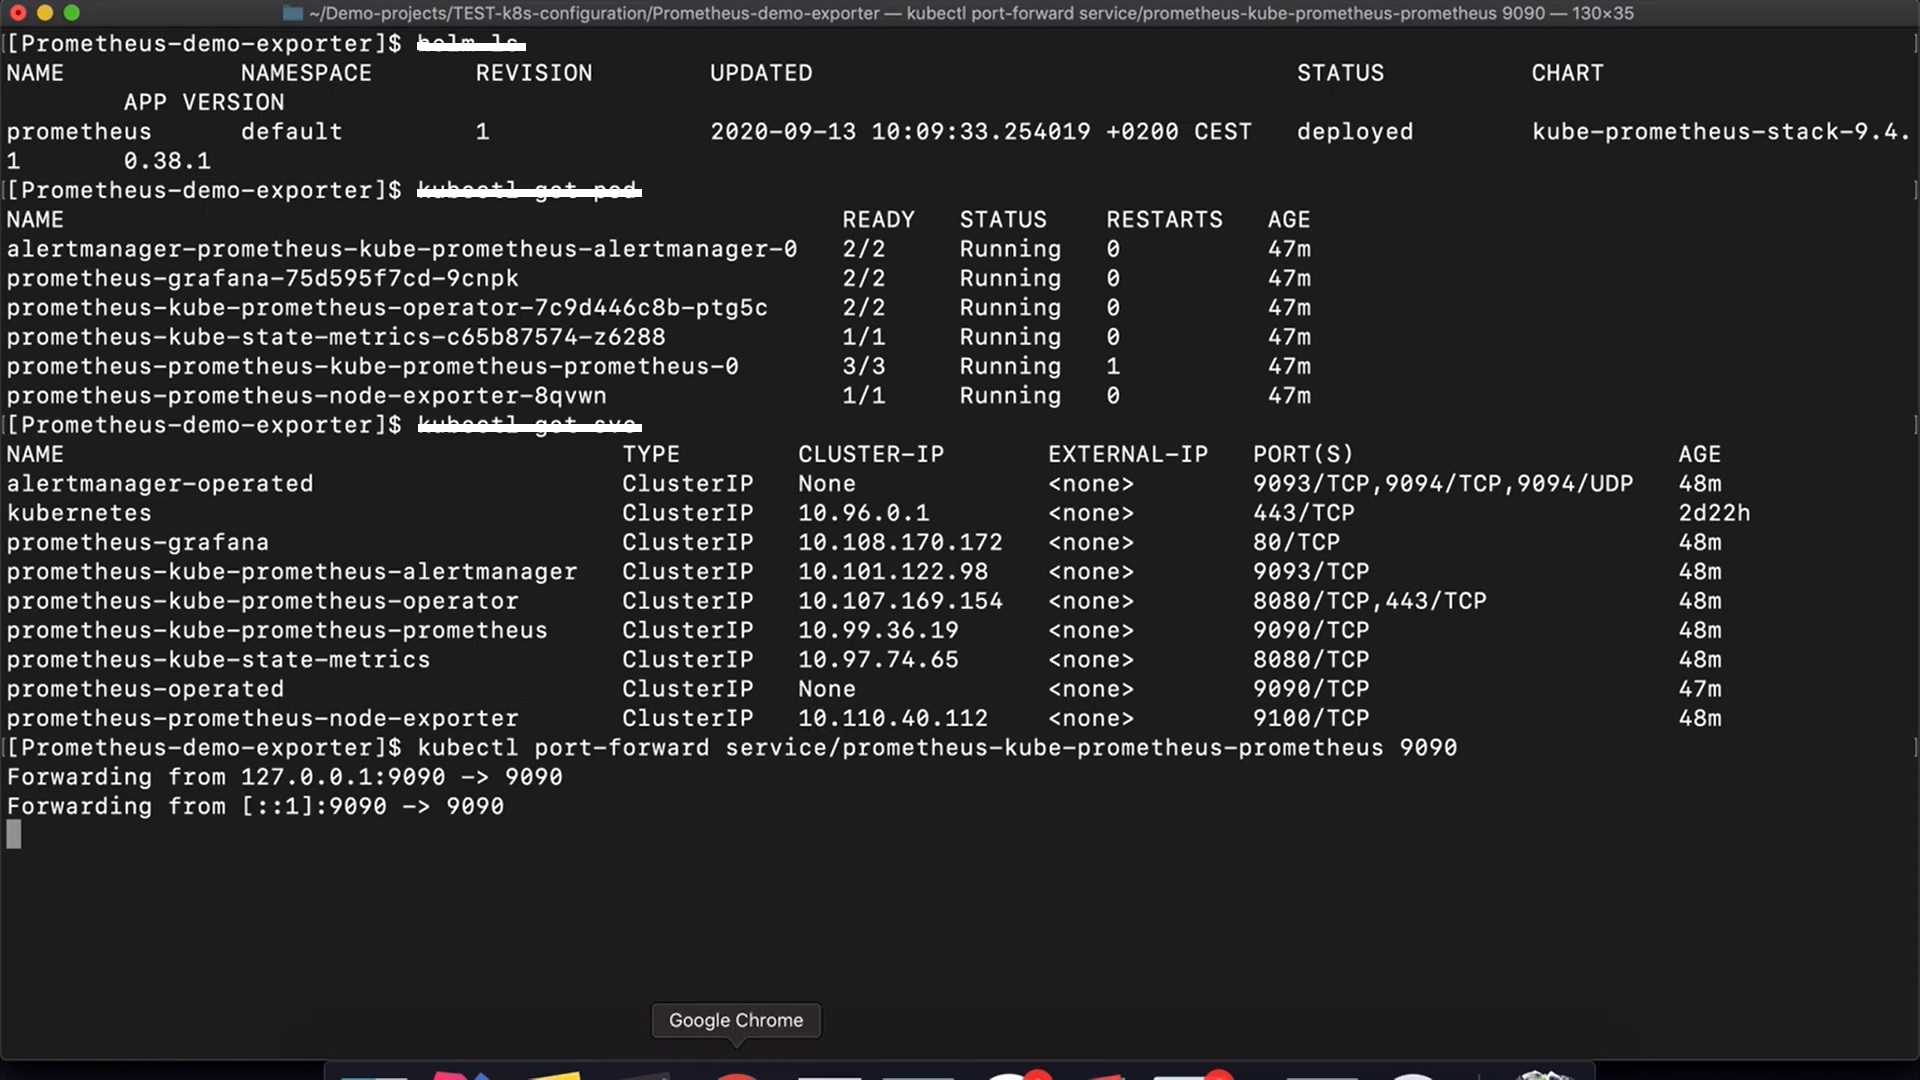 ~/Demo-projects/TEST-k8s-configuration/Prometheus-demo-exporter — kubectl port-forward service/prometheus-kube-prometheus-prometheus 9090 — 130×35
[[Prometheus-demo-exporter]$ ]
NAME NAMESPACE REVISION UPDATED STATUS CHART
APP VERSION
prometheus default 1 2020-09-13 10:09:33.254019 +0200 CEST deployed kube-prometheus-stack-9.4.
1 0.38.1
[[Prometheus-demo-exporter]$ kubectl get pod ]
NAME READY STATUS RESTARTS AGE
alertmanager-prometheus-kube-prometheus-alertmanager-0 2/2 Running 0 47m
prometheus-grafana-75d595f7cd-9cnpk 2/2 Running 0 47m
prometheus-kube-prometheus-operator-7c9d446c8b-ptg5c 2/2 Running 0 47m
prometheus-kube-state-metrics-c65b87574-z6288 1/1 Running 0 47m
prometheus-prometheus-kube-prometheus-prometheus-0 3/3 Running 1 47m
prometheus-prometheus-node-exporter-8qvwn 1/1 Running 0 47m
[[Prometheus-demo-exporter]$ kubectl get svc ]
NAME TYPE CLUSTER-IP EXTERNAL-IP PORT(S) AGE
alertmanager-operated ClusterIP None <none> 9093/TCP,9094/TCP,9094/UDP 48m
kubernetes ClusterIP 10.96.0.1 <none> 443/TCP 2d22h
prometheus-grafana ClusterIP 10.108.170.172 <none> 80/TCP 48m
prometheus-kube-prometheus-alertmanager ClusterIP 10.101.122.98 <none> 9093/TCP 48m
prometheus-kube-prometheus-operator ClusterIP 10.107.169.154 <none> 8080/TCP,443/TCP 48m
prometheus-kube-prometheus-prometheus ClusterIP 10.99.36.19 <none> 9090/TCP 48m
prometheus-kube-state-metrics ClusterIP 10.97.74.65 <none> 8080/TCP 48m
prometheus-operated ClusterIP None <none> 9090/TCP 47m
prometheus-prometheus-node-exporter ClusterIP 10.110.40.112 <none> 9100/TCP 48m
[[Prometheus-demo-exporter]$ kubectl port-forward service/prometheus-kube-prometheus-prometheus 9090 ]
Forwarding from 127.0.0.1:9090 -> 9090
Forwarding from [::1]:9090 -> 9090
Google Chrome